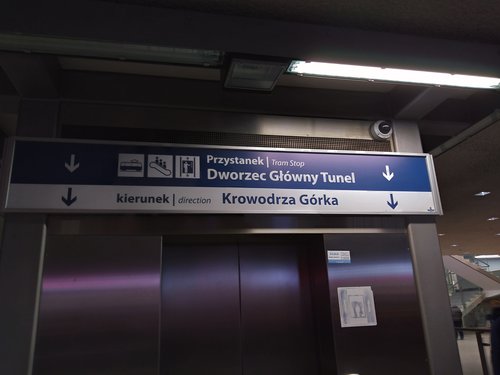 Przystanek | Tram Stop
Dworzec Główny Tunel
kierunek | direction Krowodrza Górka